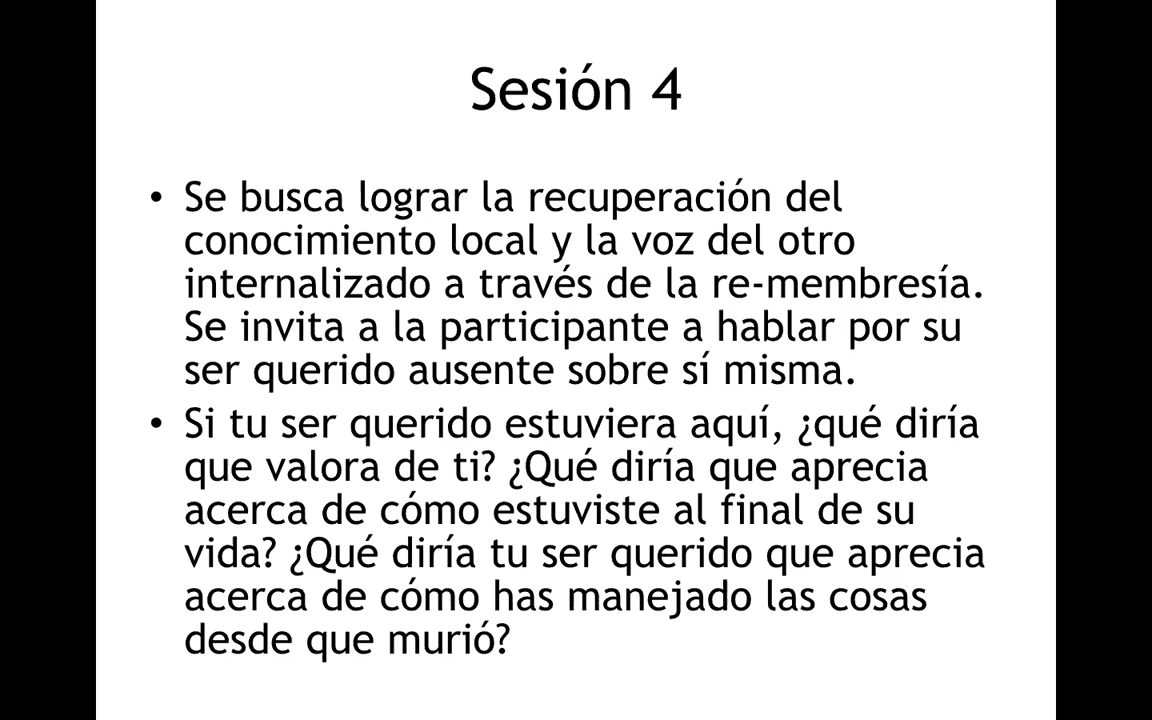 Sesión 4
• Se busca lograr la recuperación del
conocimiento local y la voz del otro
internalizado a través de la re-membresía.
Se invita a la participante a hablar por su
ser querido ausente sobre sí misma.
• Si tu ser querido estuviera aquí, ¿qué diría
que valora de ti? ¿Qué diría que aprecia
acerca de cómo estuviste al final de su
vida? ¿Qué diría tu ser querido que aprecia
acerca de cómo has manejado las cosas
desde que murió?